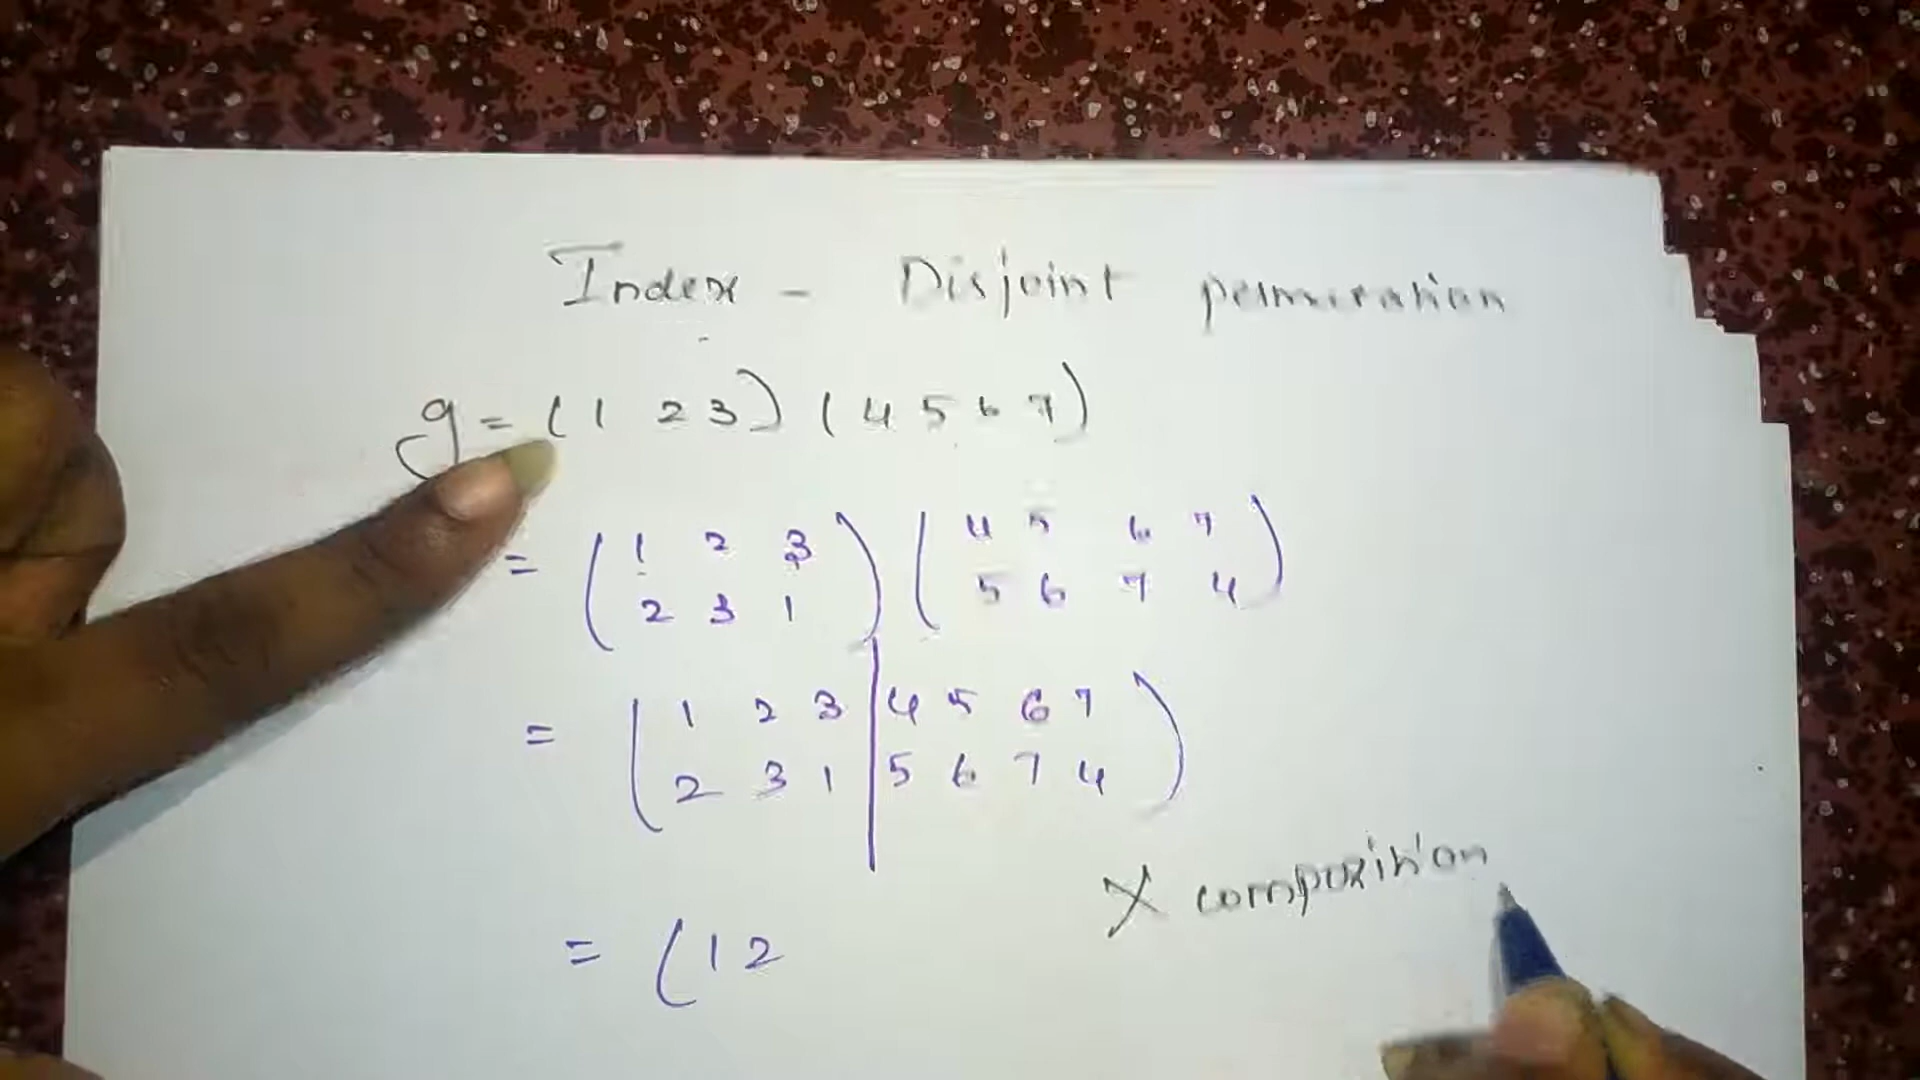 Index - Disjoint permutation
g = (1 2 3) (4 5 6 7)
= (1 2 3) (4 5 6 7)
2 3 1 5 6 7 4
= (1 2 3 | 4 5 6 7)
2 3 1 | 5 6 7 4
X composition
= (1 2